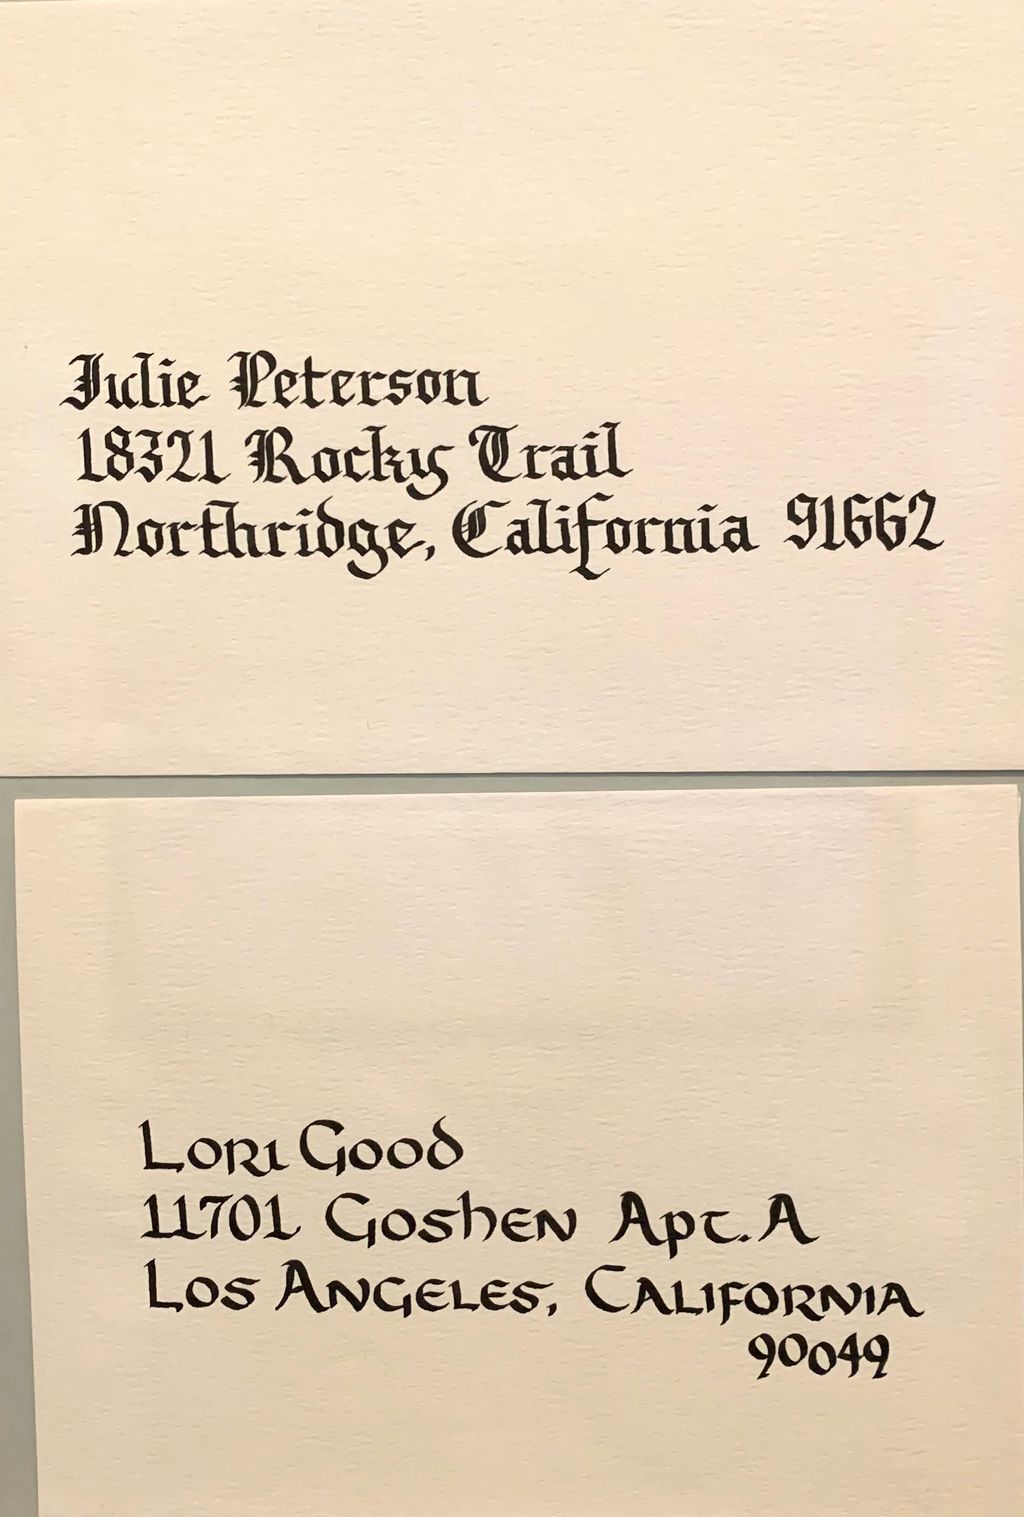 Julie Peterson
18321 Rocky Trail
Northridge, California 91662
Lori Good
11701 Goshen Apt. A
Los Angeles, California
90049